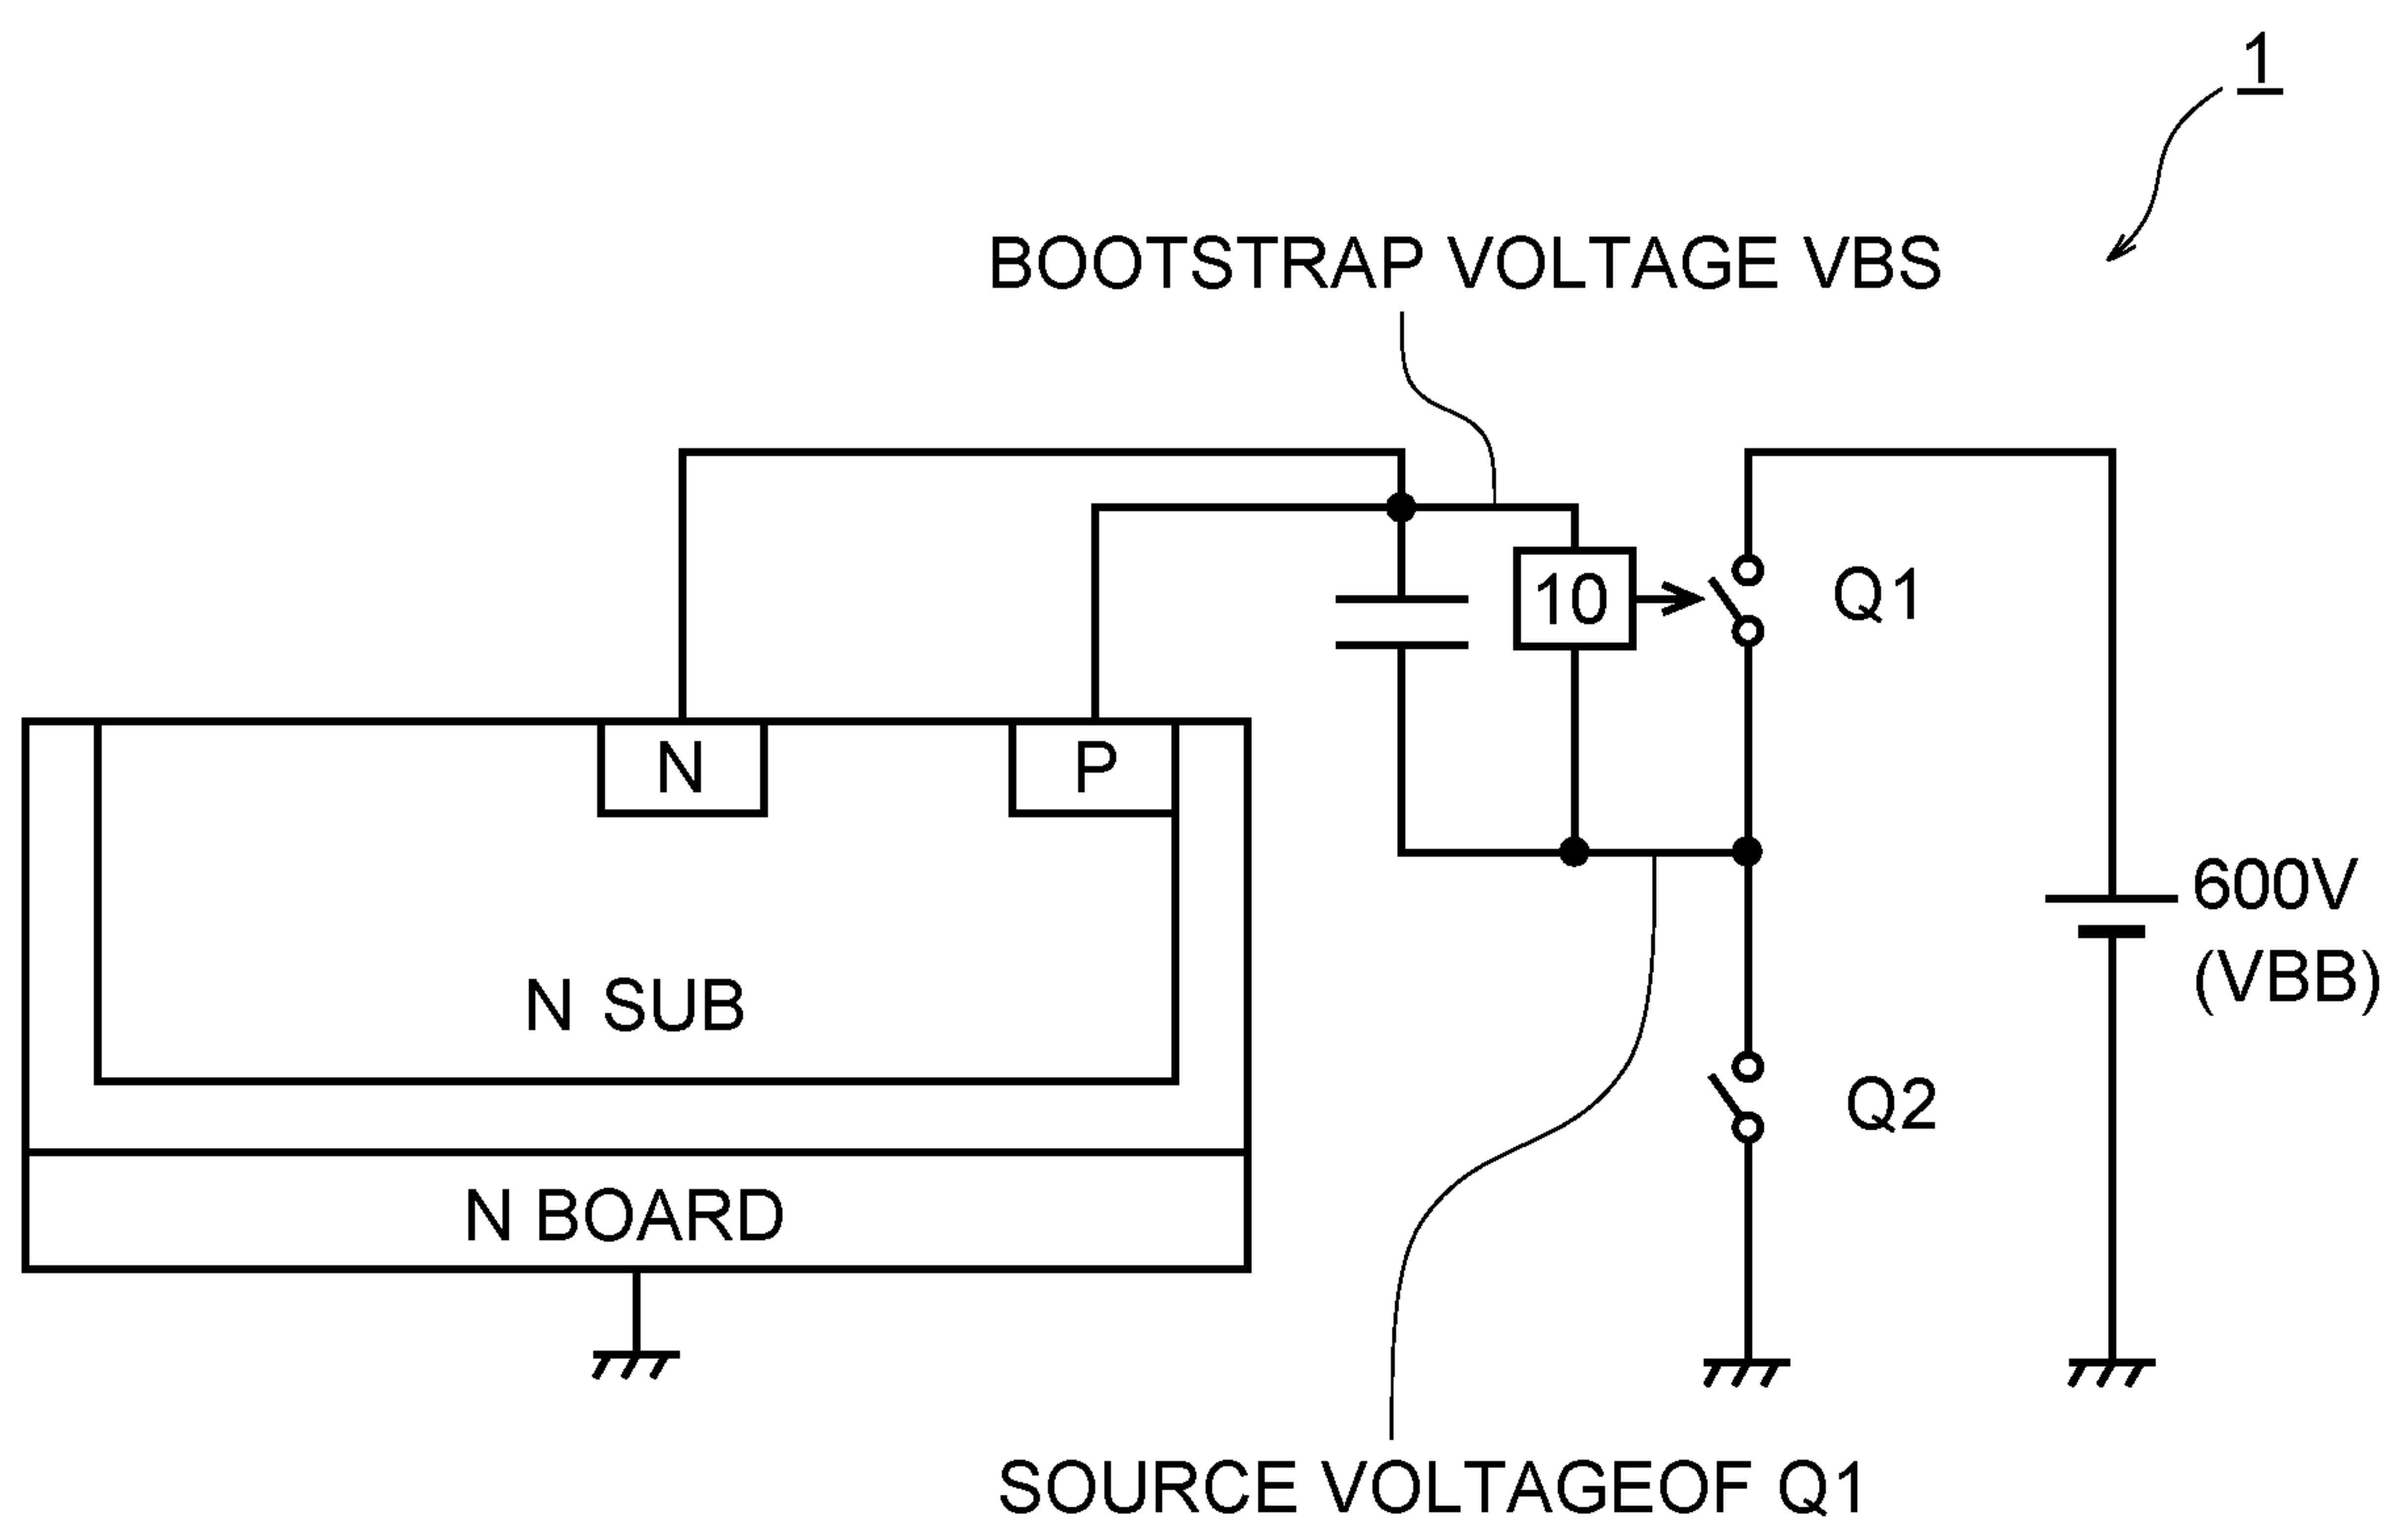 1
BOOTSTRAP VOLTAGE VBS
10
Q1
N
P
600V
(VBB)
N SUB
Q2
N BOARD
SOURCE VOLTAGEOF Q1